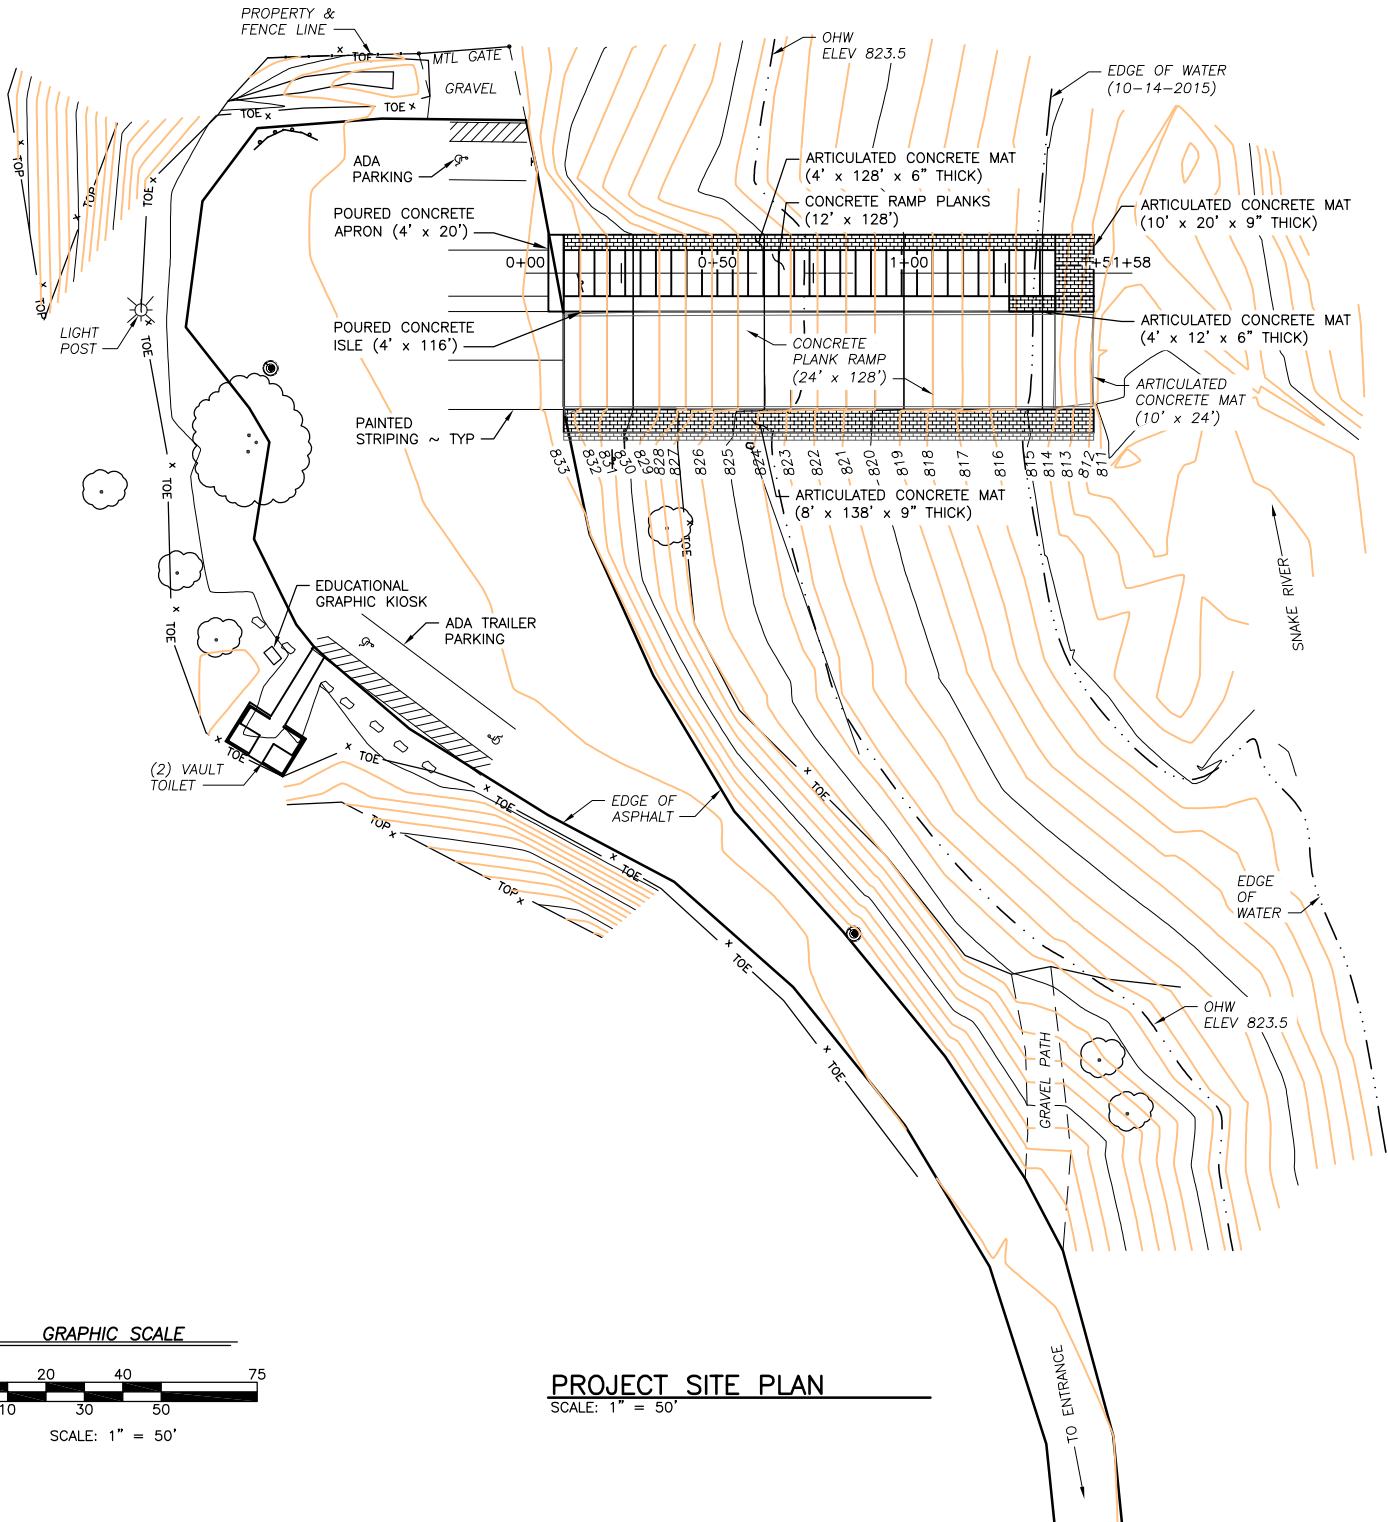 PROPERTY &
FENCE LINE
OHW
ELEV 823.5
x
TOE
MTL GATE
EDGE OF WATER
(10-14-2015)
GRAVEL
TOE x
TOE x
ADA
PARKING
ARTICULATED CONCRETE MAT
(4' x 128' x 6" THICK)
x TOP
TOE x
x TOP
CONCRETE RAMP PLANKS
(12' x 128')
ARTICULATED CONCRETE MAT
(10' x 20' x 9" THICK)
POURED CONCRETE
APRON (4' x 20')
0+00
0+50
1+00
+51+58
x TOP
LIGHT
POST
x TOE
POURED CONCRETE
ISLE (4' x 116')
ARTICULATED CONCRETE MAT
(4' x 12' x 6" THICK)
CONCRETE
PLANK RAMP
(24' x 128')
ARTICULATED
CONCRETE MAT
(10' x 24')
PAINTED
STRIPING ~ TYP
833
832
831
830
829
828
827
826
825
824
823
822
821
820
819
818
817
816
815
814
813
812
811
x TOE
ARTICULATED CONCRETE MAT
(8' x 138' x 9" THICK)
x TOE
EDUCATIONAL
GRAPHIC KIOSK
SNAKE RIVER
x TOE
ADA TRAILER
PARKING
x TOE
x TOE
(2) VAULT
TOILET
x TOE
x TOE
EDGE OF
ASPHALT
TOP x
x TOE
TOP x
EDGE
OF
WATER
x TOE
OHW
ELEV 823.5
x TOE
GRAVEL PATH
GRAPHIC SCALE
20
40
75
10
30
50
SCALE: 1" = 50'
PROJECT SITE PLAN
SCALE: 1" = 50'
TO ENTRANCE